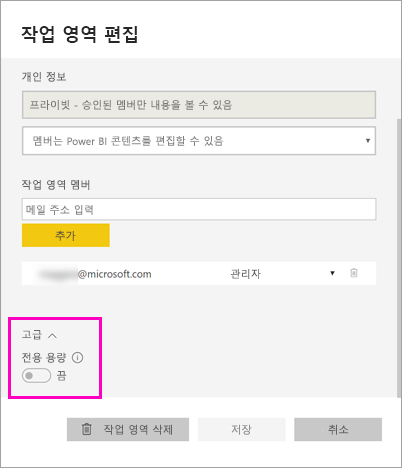 작업 영역 편집
개인 정보
프라이빗 - 승인된 멤버만 내용을 볼 수 있음
멤버는 Power BI 콘텐츠를 편집할 수 있음
작업 영역 멤버
메일 주소 입력
추가
@microsoft.com 관리자
고급
전용 용량
끔
작업 영역 삭제 저장 취소